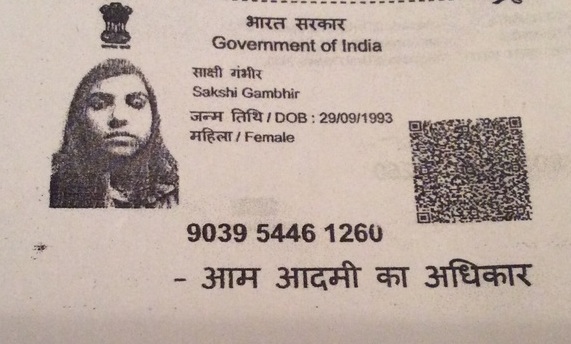 भारत सरकार
Government of India
साक्षी गंभीर
Sakshi Gambhir
जन्म तिथि / DOB : 29/09/1993
महिला / Female
9039 5446 1260
- आम आदमी का अधिकार